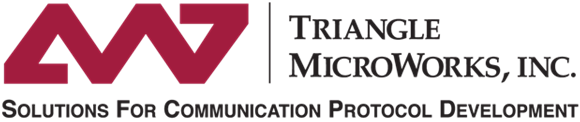 TRIANGLE
MICROWORKS, INC.
SOLUTIONS FOR COMMUNICATION PROTOCOL DEVELOPMENT